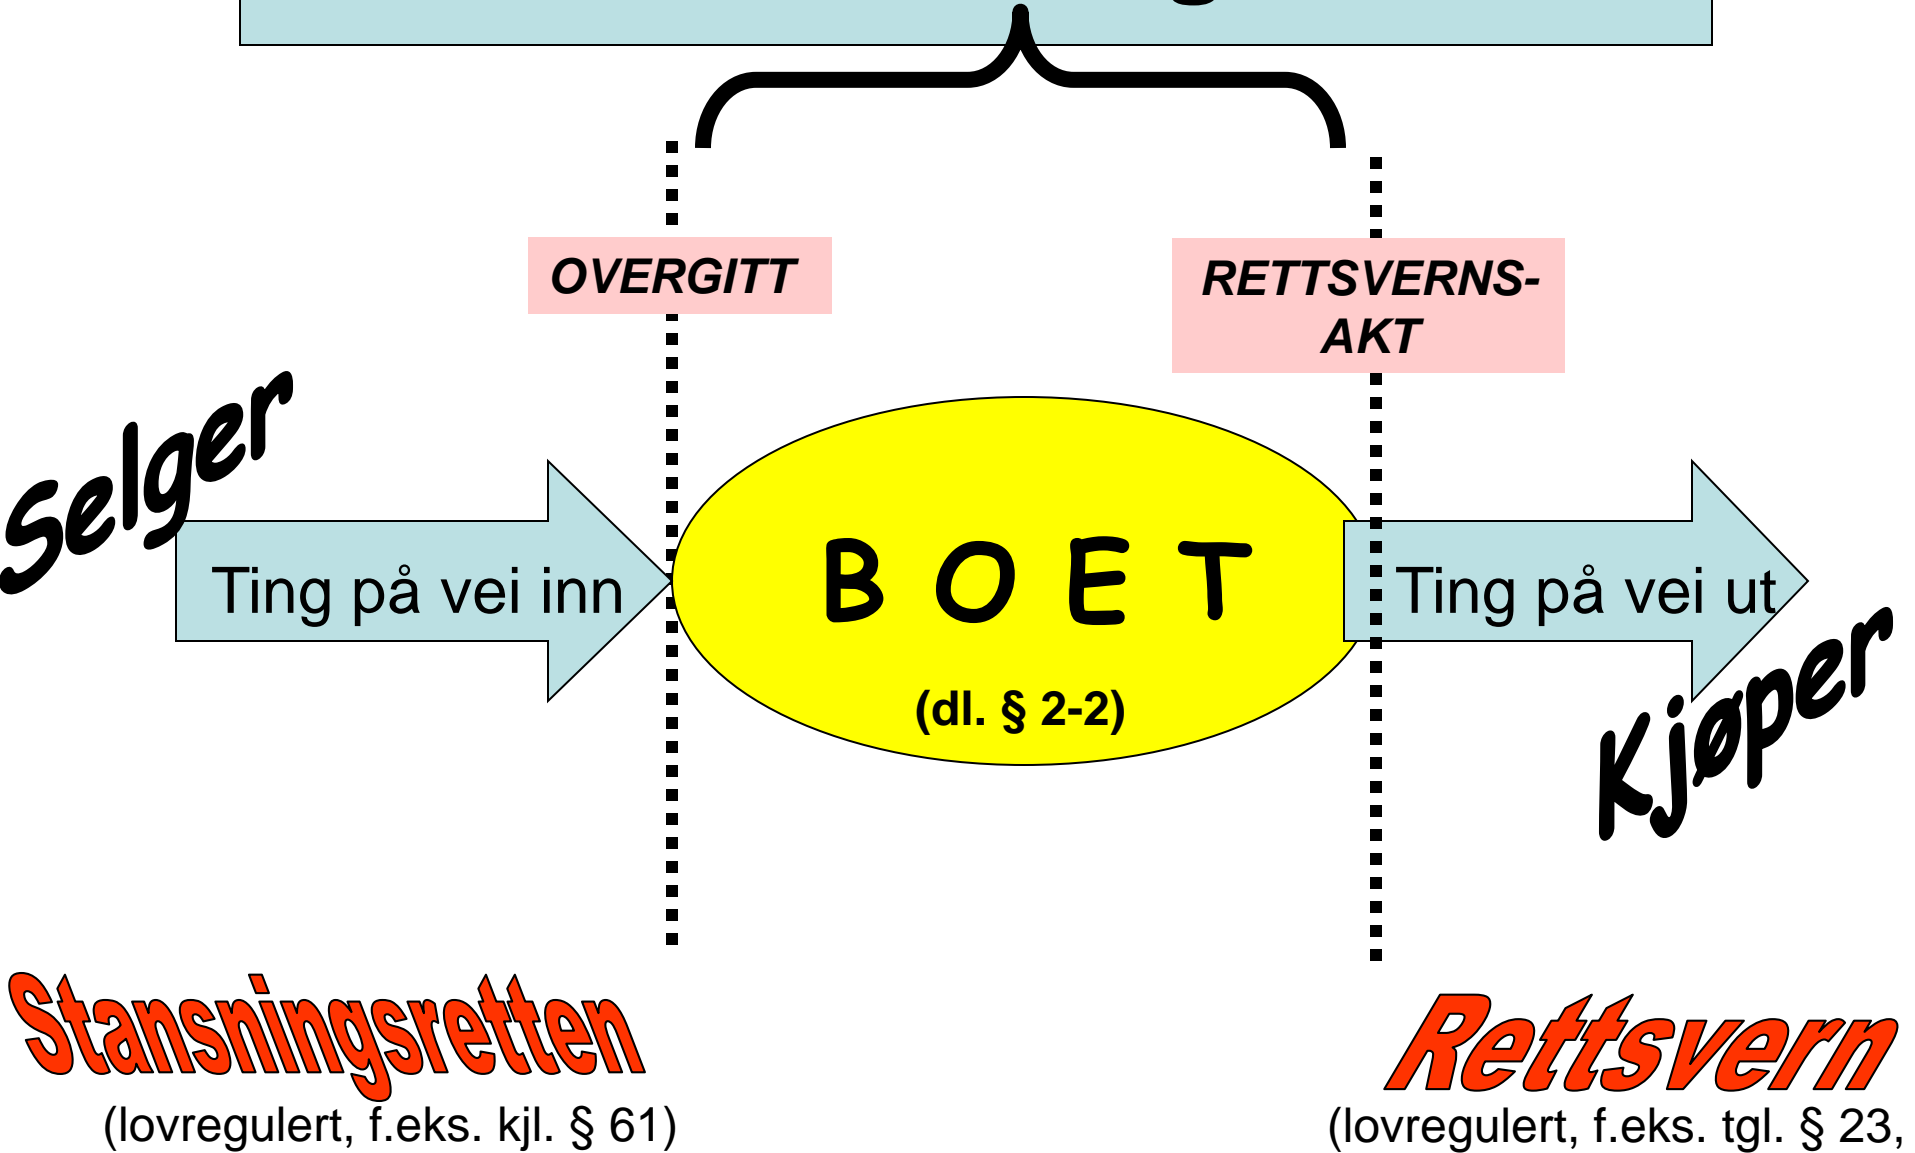 OVERGITT
RETTSVERNS-
AKT
Selger
Ting på vei inn
B O E T
Ting på vei ut
(dl. § 2-2)
Kjøper
Stansningsretten
Rettsvern
(lovregulert, f.eks. kjl. § 61)
(lovregulert, f.eks. tgl. § 23,